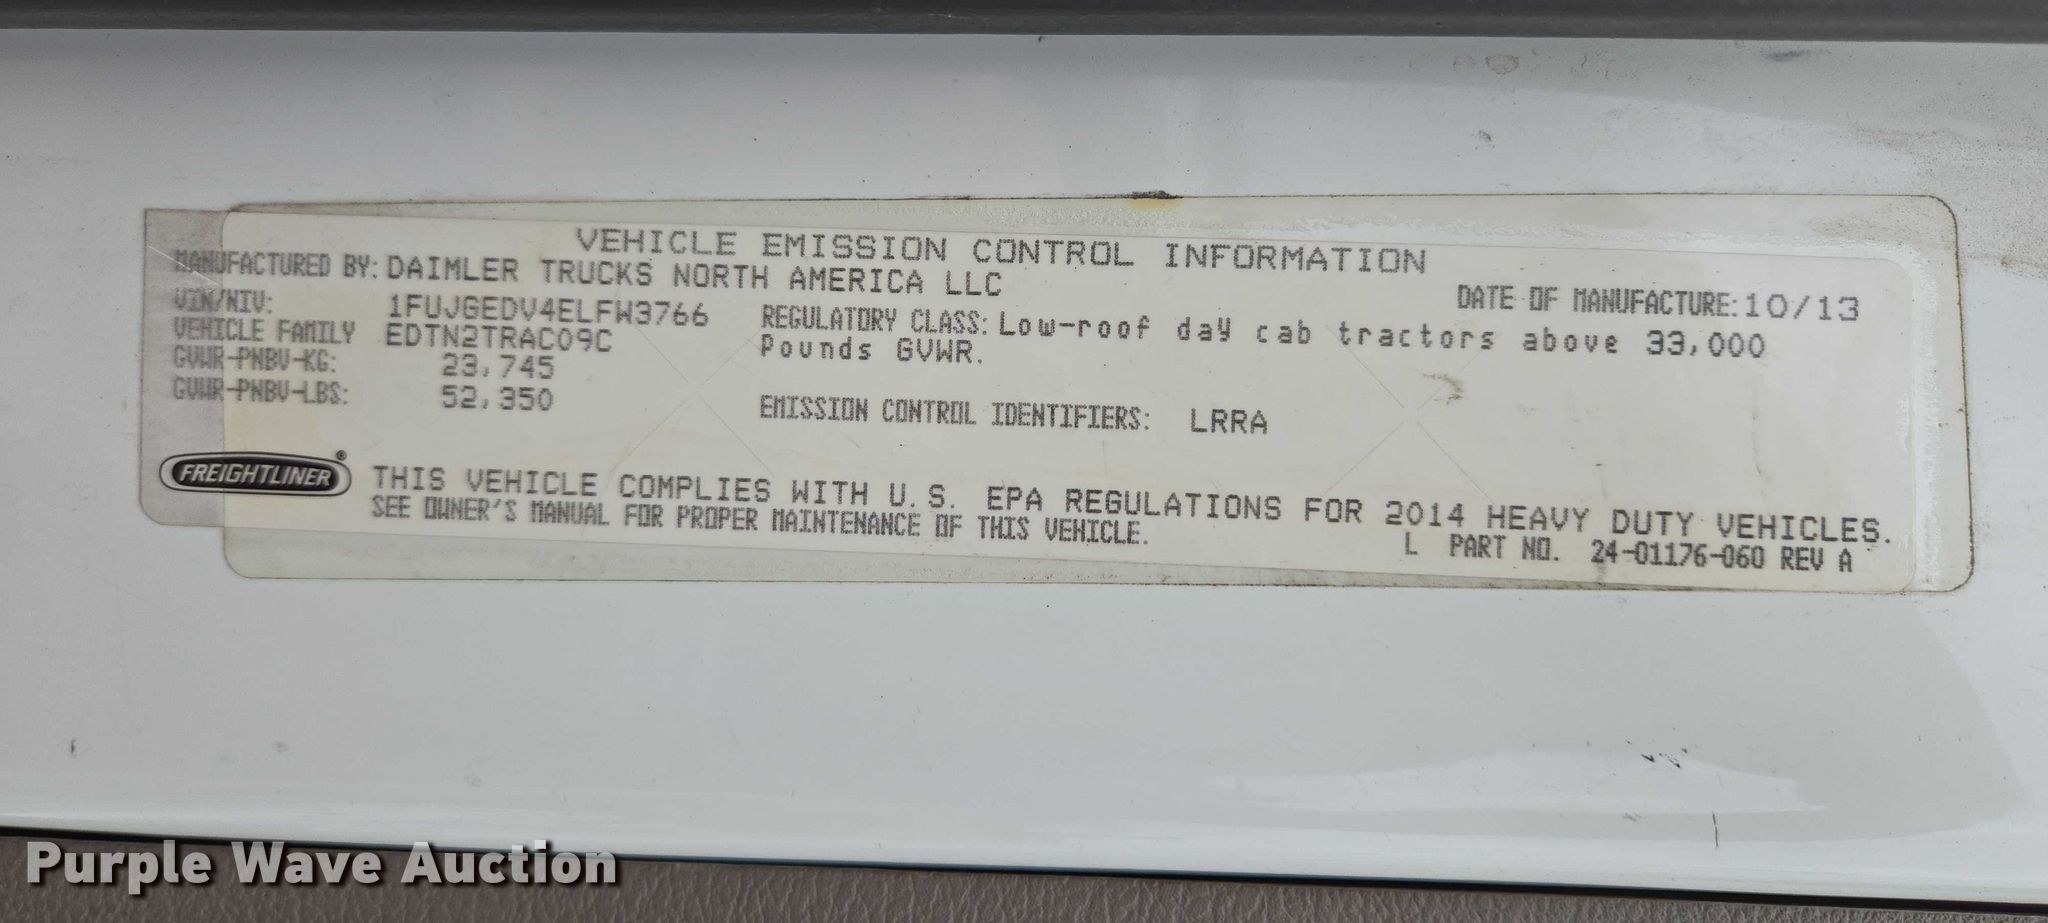 VEHICLE EMISSION CONTROL INFORMATION
MANUFACTURED BY: DAIMLER TRUCKS NORTH AMERICA LLC
DATE OF MANUFACTURE: 10/13
VIN/NIV: 1FUJGEDV4ELFW3766
REGULATORY CLASS: Low-roof day cab tractors above 33,000
Pounds GVWR.
VEHICLE FAMILY EDTN2TRAC09C
GVWR-PNBV-KG: 23,745
GVWR-PNBV-LBS: 52,350
EMISSION CONTROL IDENTIFIERS: LRRA
FREIGHTLINER®
THIS VEHICLE COMPLIES WITH U.S. EPA REGULATIONS FOR 2014 HEAVY DUTY VEHICLES.
SEE OWNER'S MANUAL FOR PROPER MAINTENANCE OF THIS VEHICLE.
L PART NO. 24-01176-060 REV A
Purple Wave Auction